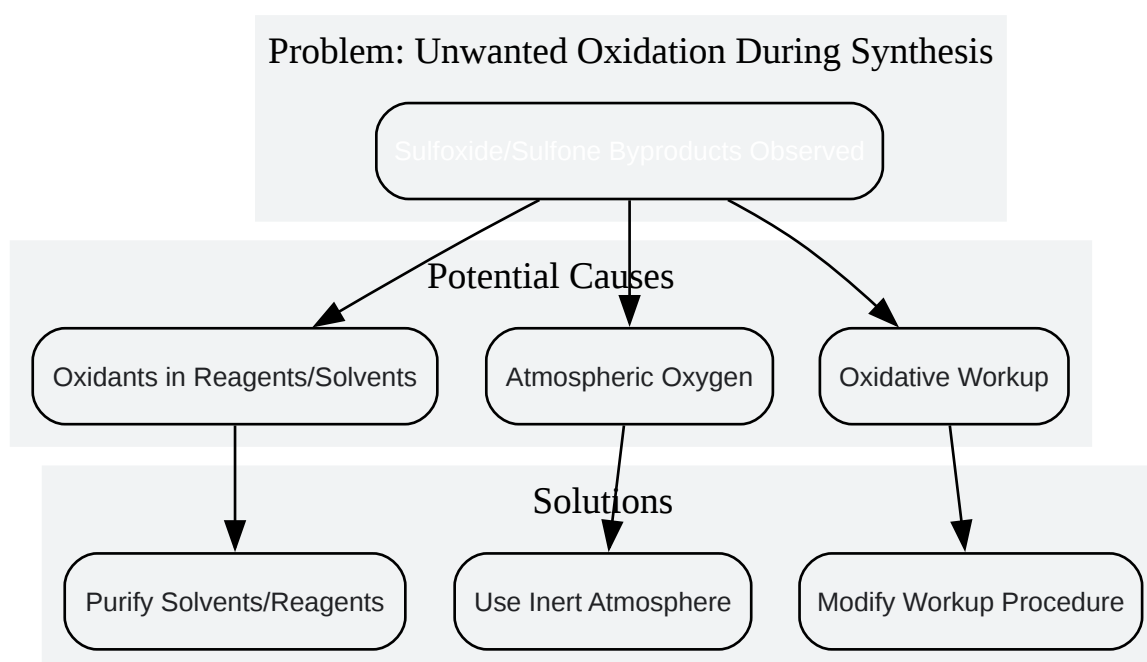 Problem: Unwanted Oxidation During Synthesis
Sulfoxide/Sulfone Byproducts Observed
Potential Causes
Oxidants in Reagents/Solvents
Atmospheric Oxygen
Oxidative Workup
Solutions
Purify Solvents/Reagents
Use Inert Atmosphere
Modify Workup Procedure